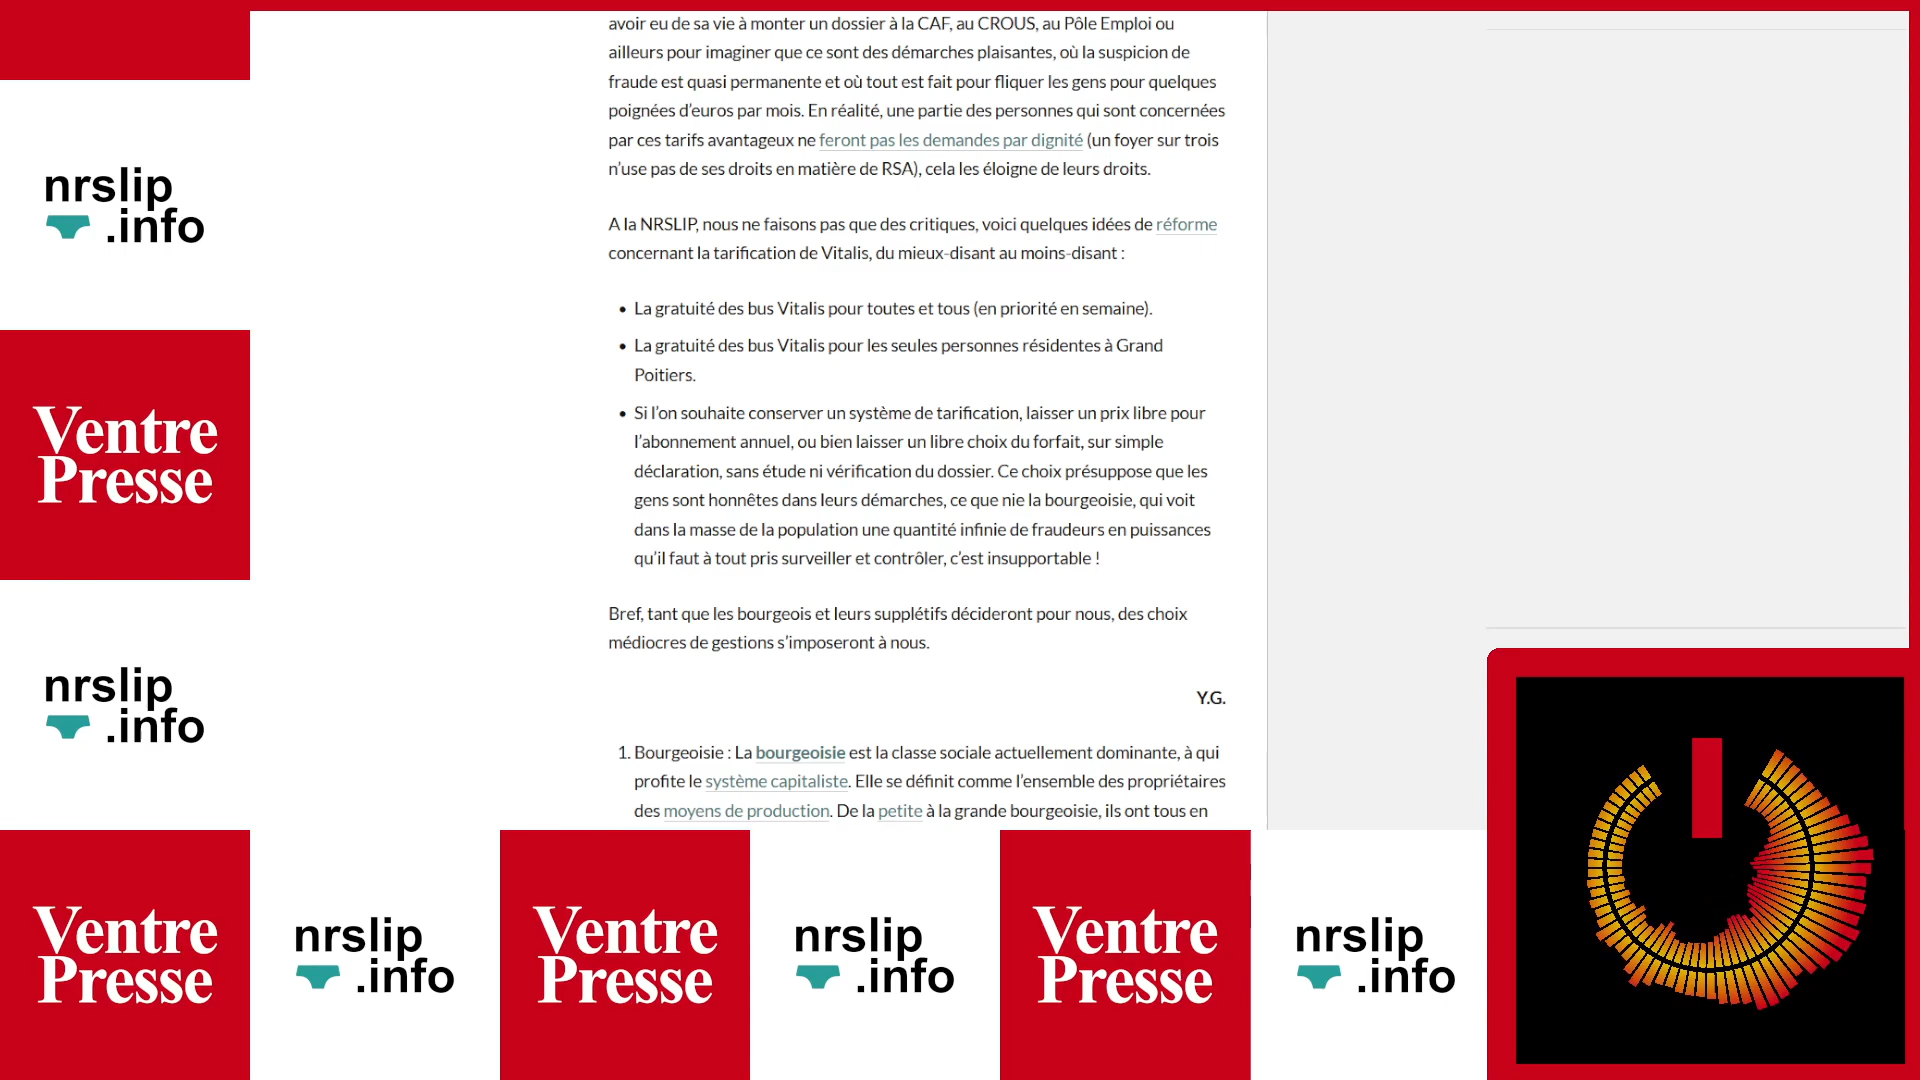 avoir eu de sa vie à monter un dossier à la CAF, au CROUS, au Pôle Emploi ou
ailleurs pour imaginer que ce sont des démarches plaisantes, où la suspicion de
fraude est quasi permanente et où tout est fait pour fliquer les gens pour quelques
poignées d’euros par mois. En réalité, une partie des personnes qui sont concernées
par ces tarifs avantageux ne feront pas les demandes par dignité (un foyer sur trois
n’use pas de ses droits en matière de RSA), cela les éloigne de leurs droits.
A la NRSLIP, nous ne faisons pas que des critiques, voici quelques idées de réforme
concernant la tarification de Vitalis, du mieux-disant au moins-disant :
• La gratuité des bus Vitalis pour toutes et tous (en priorité en semaine).
• La gratuité des bus Vitalis pour les seules personnes résidentes à Grand
Poitiers.
• Si l’on souhaite conserver un système de tarification, laisser un prix libre pour
l’abonnement annuel, ou bien laisser un libre choix du forfait, sur simple
déclaration, sans étude ni vérification du dossier. Ce choix présuppose que les
gens sont honnêtes dans leurs démarches, ce que nie la bourgeoisie, qui voit
dans la masse de la population une quantité infinie de fraudeurs en puissances
qu’il faut à tout pris surveiller et contrôler, c’est insupportable !
Bref, tant que les bourgeois et leurs supplétifs décideront pour nous, des choix
médiocres de gestions s’imposeront à nous.
Y.G.
1. Bourgeoisie : La bourgeoisie est la classe sociale actuellement dominante, à qui
profite le système capitaliste. Elle se définit comme l’ensemble des propriétaires
des moyens de production. De la petite à la grande bourgeoisie, ils ont tous en
nrslip
.info
Ventre
Presse
nrslip
.info
Ventre
Presse
nrslip
.info
Ventre
Presse
nrslip
.info
Ventre
Presse
nrslip
.info